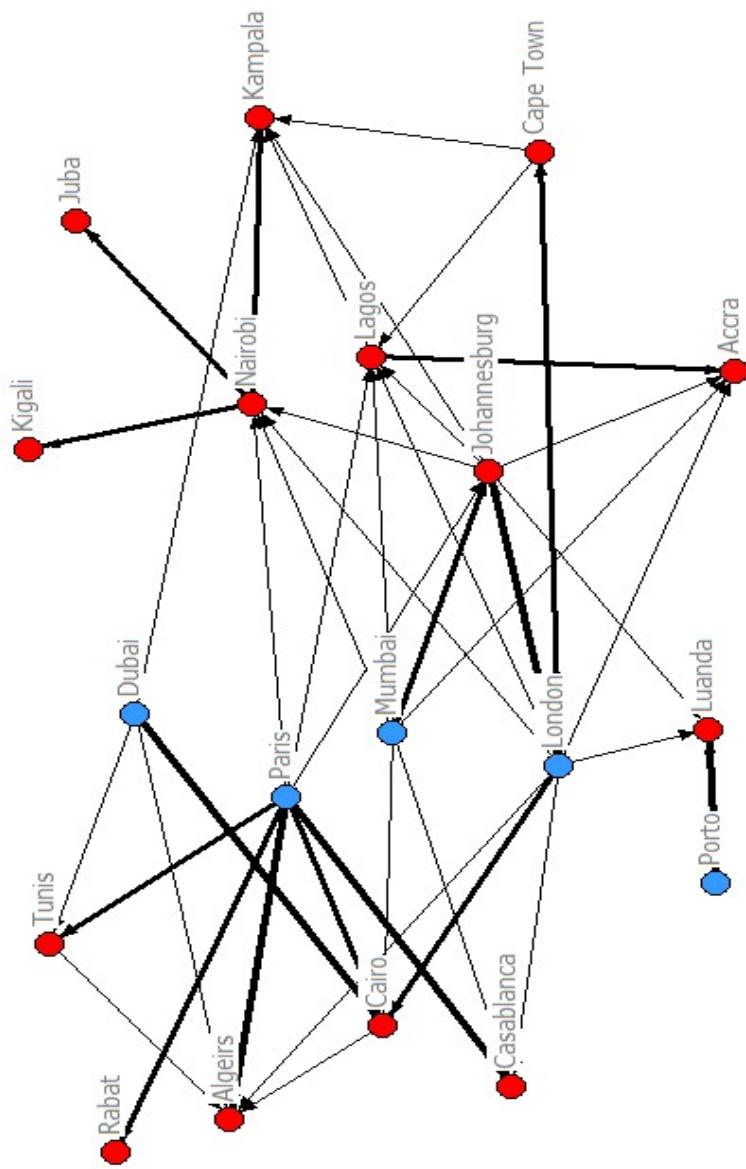 Kampala
Cape Town
Juba
Nairobi
Lagos
Johannesburg
Accra
Kigali
Dubai
Paris
Mumbai
London
Luanda
Porto
Tunis
Cairo
Casablanca
Algeirs
Rabat